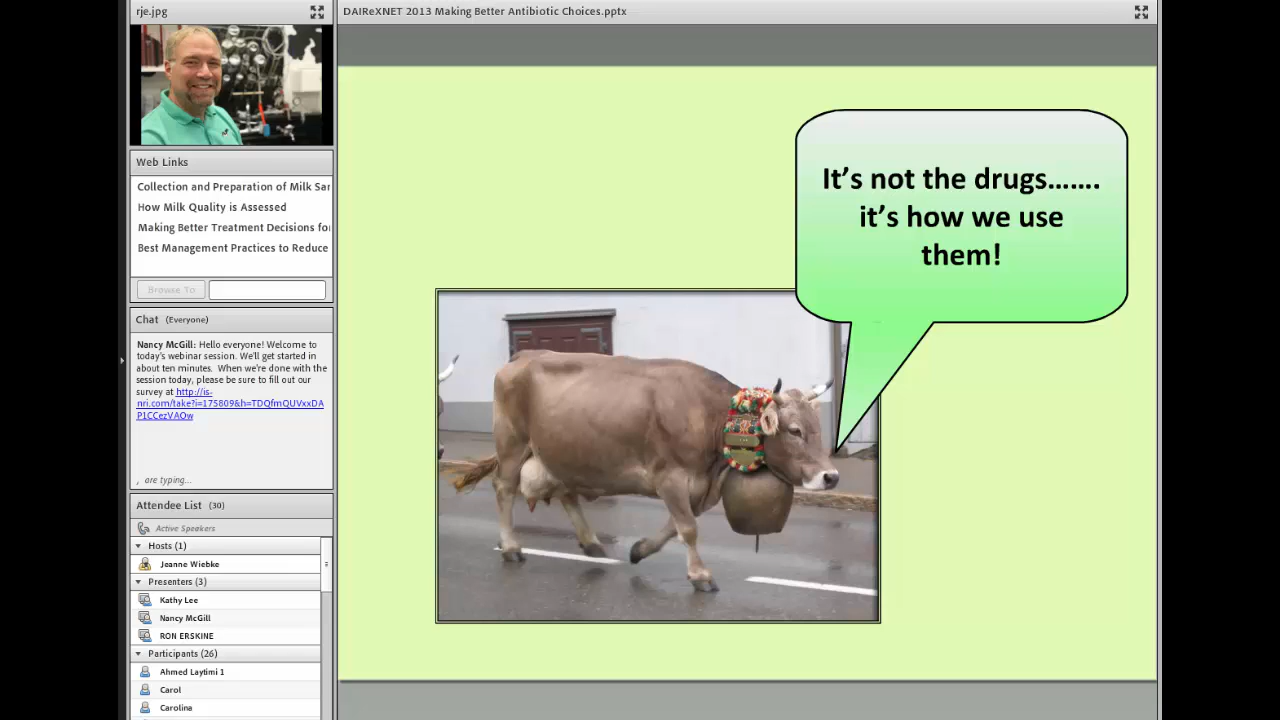 rje.jpg
DAIReXNET 2013 Making Better Antibiotic Choices.pptx
Web Links
Collection and Preparation of Milk Sar
How Milk Quality is Assessed
Making Better Treatment Decisions for
Best Management Practices to Reduce
Browse To
Chat (Everyone)
Nancy McGill: Hello everyone! Welcome to
today's webinar session. We'll get started in
about ten minutes. When we're done with the
session today, please be sure to fill out our
survey at http://is-
nri.com/take?i=175809&h=TDQfmQUVxxDA
P1CCezVAOw
, are typing...
Attendee List (30)
Active Speakers
Hosts (1)
Jeanne Wiebke
Presenters (3)
Kathy Lee
Nancy McGill
RON ERSKINE
Participants (26)
Ahmed Laytimi 1
Carol
Carolina
It's not the drugs.......
it's how we use
them!